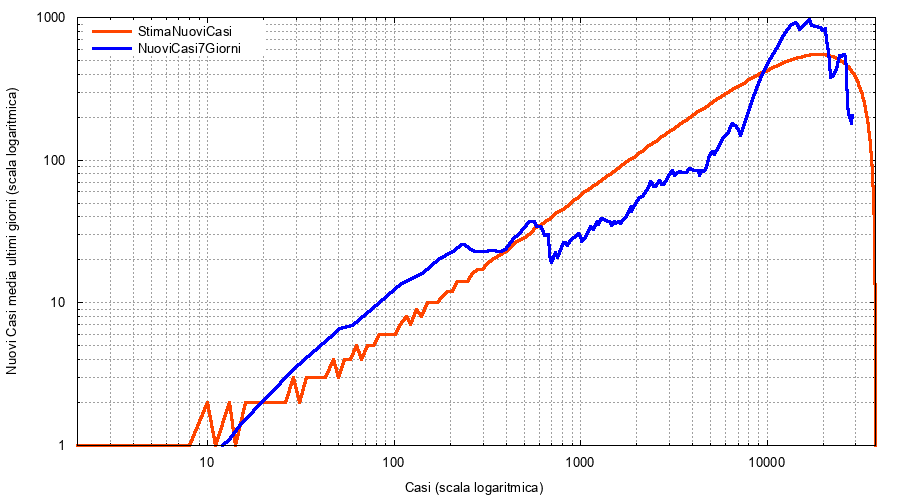 1000
StimaNuoviCasi
NuoviCasi7Giorni
100
10
1
Nuovi Casi media ultimi giorni (scala logaritmica)
10 100 1000 10000
Casi (scala logaritmica)